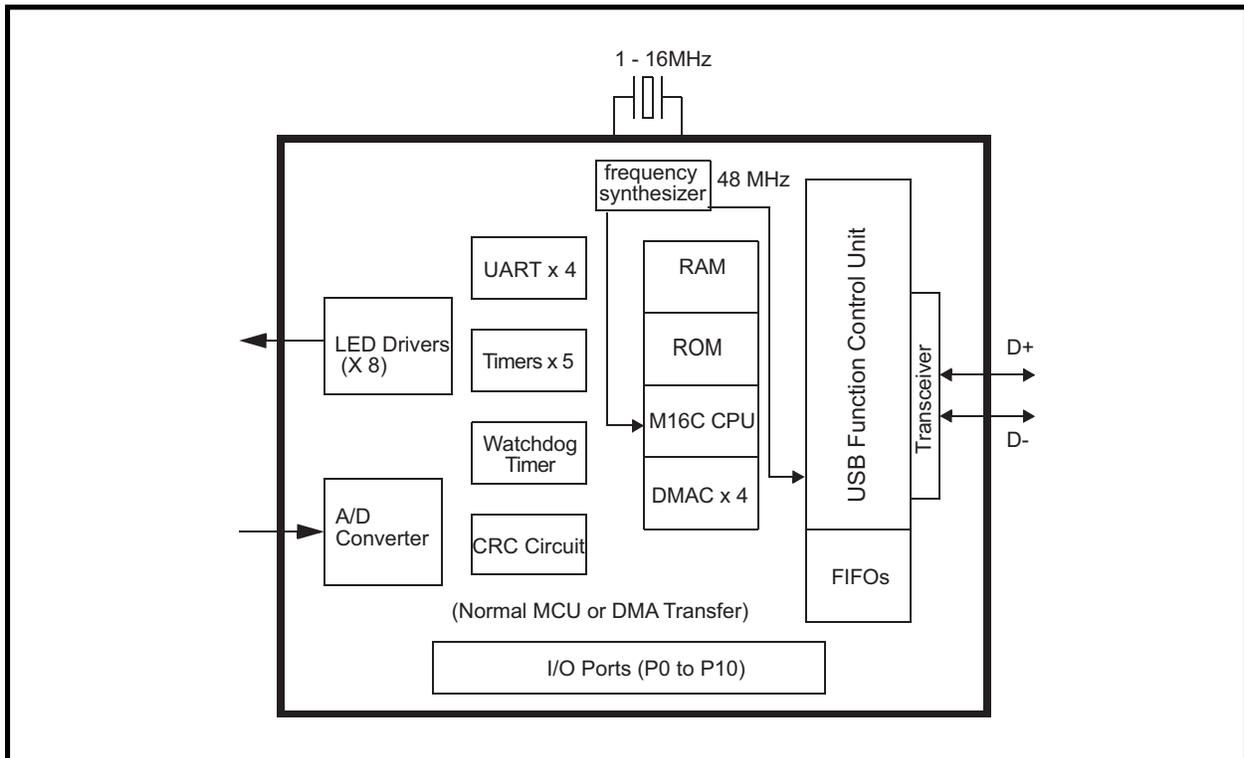 1 - 16MHz
frequency
synthesizer
48 MHz
UART x 4
RAM
LED Drivers
(X 8)
Timers x 5
ROM
M16C CPU
Watchdog
Timer
DMAC x 4
A/D
Converter
CRC Circuit
USB Function Control Unit
Transceiver
D+
D-
FIFOs
(Normal MCU or DMA Transfer)
I/O Ports (P0 to P10)